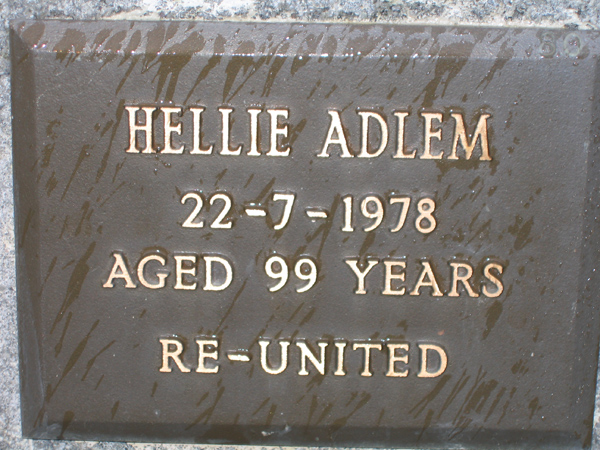 HELLIE ADLEM
22-7-1978
AGED 99 YEARS
RE-UNITED